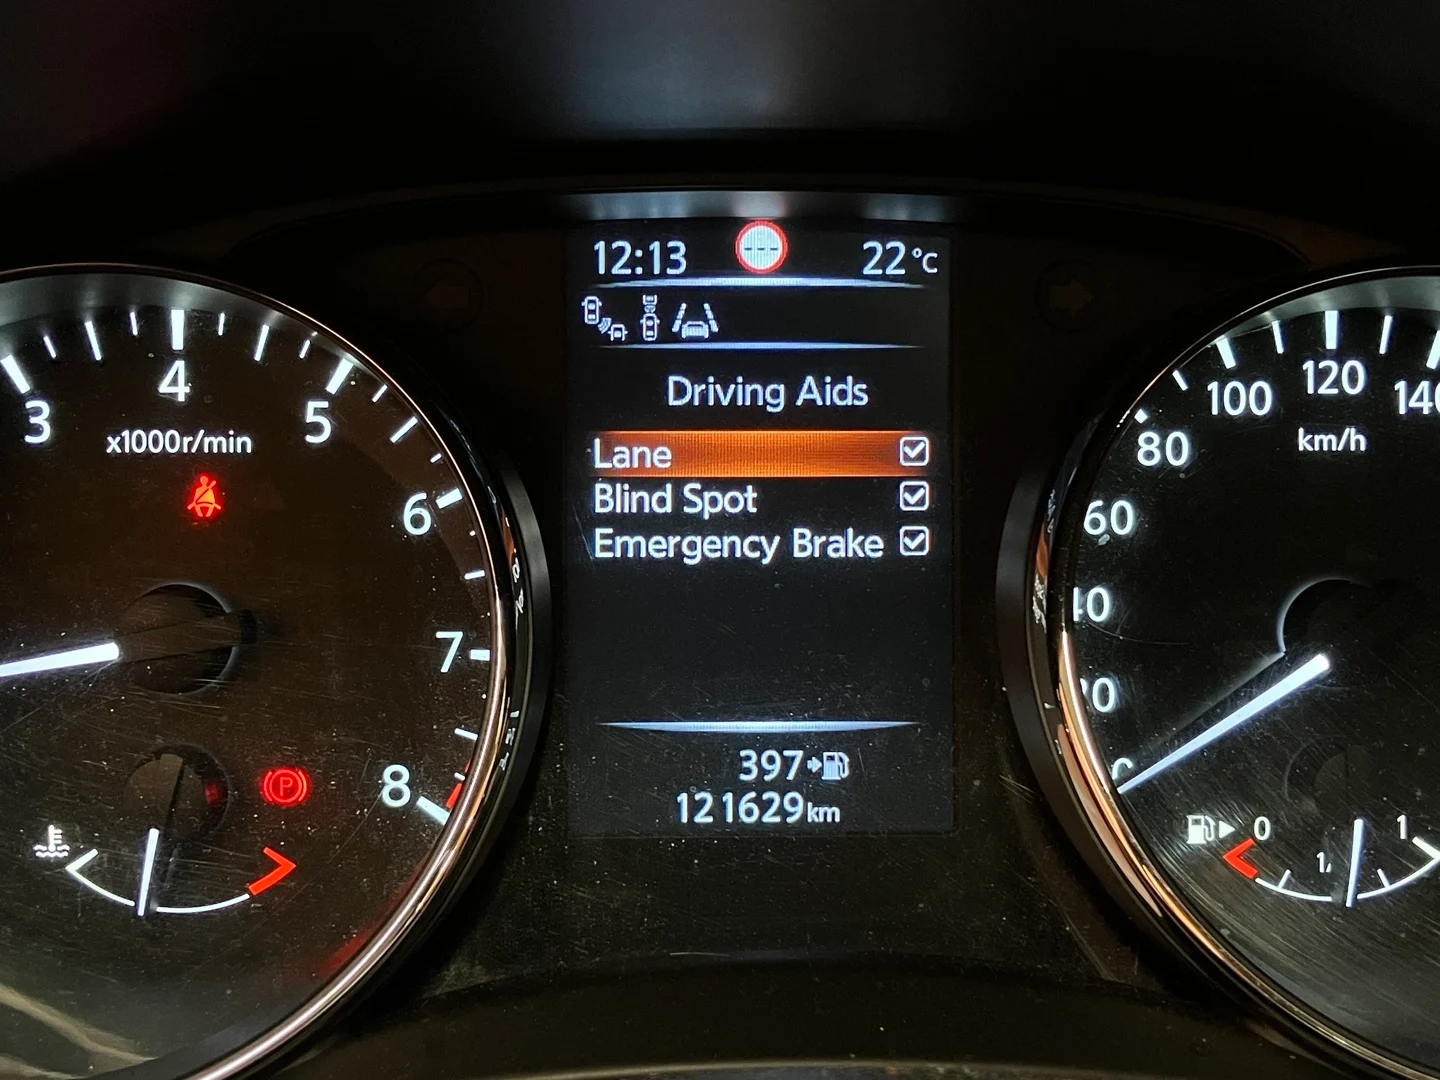 12:13 22°C
Driving Aids
Lane
Blind Spot
Emergency Brake
397
121629km
3 4 5 6 7 8
x1000r/min
P
60 80 100 120
km/h
0 1